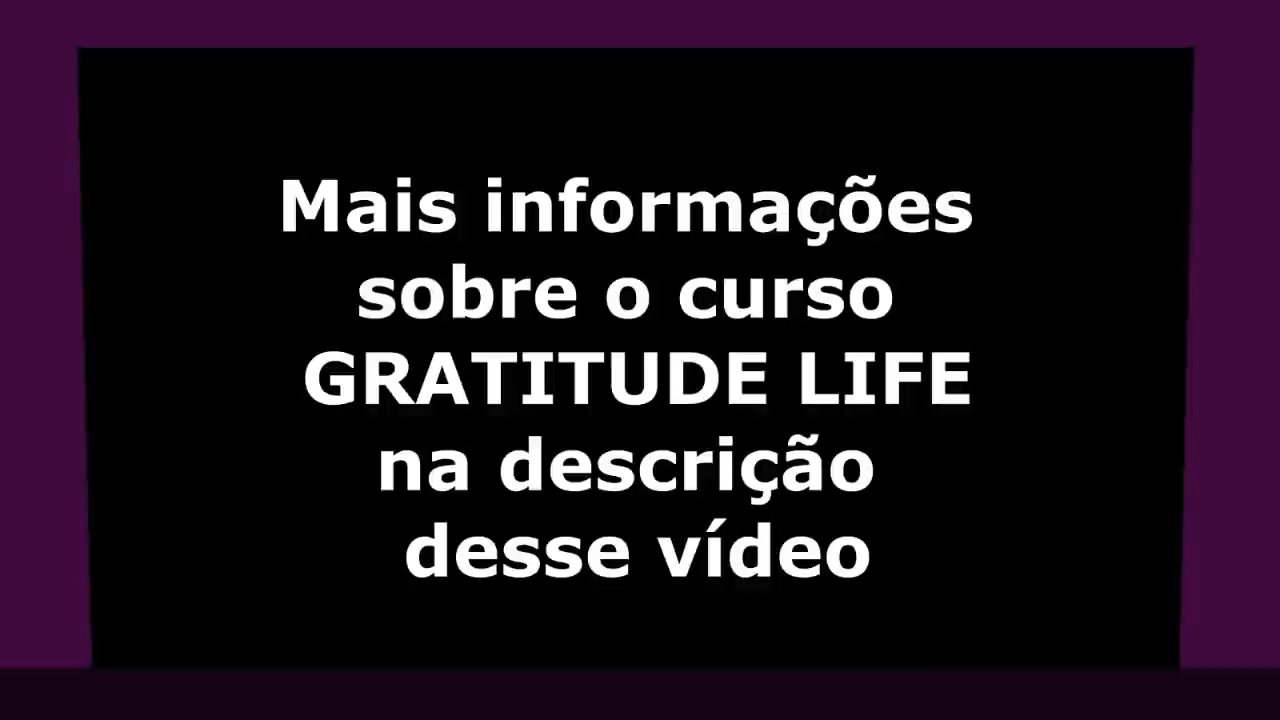 Mais informações
sobre o curso
GRATITUDE LIFE
na descrição
desse vídeo